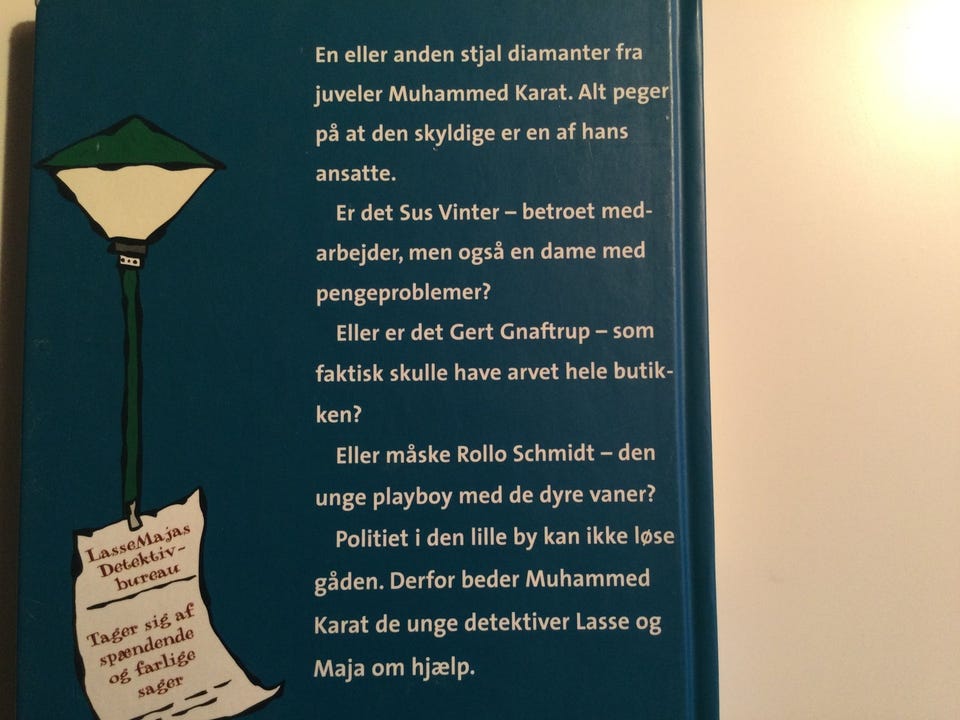 En eller anden stjal diamanter fra
juveler Muhammed Karat. Alt peger
på at den skyldige er en af hans
ansatte.
Er det Sus Vinter – betroet med-
arbejder, men også en dame med
pengeproblemer?
Eller er det Gert Gnaftrup – som
faktisk skulle have arvet hele butik-
ken?
Eller måske Rollo Schmidt – den
unge playboy med de dyre vaner?
Politiet i den lille by kan ikke løse
gåden. Derfor beder Muhammed
Karat de unge detektiver Lasse og
Maja om hjælp.
LasseMajas
Detektiv-
bureau
Tager sig af
spændende
og farlige
sager